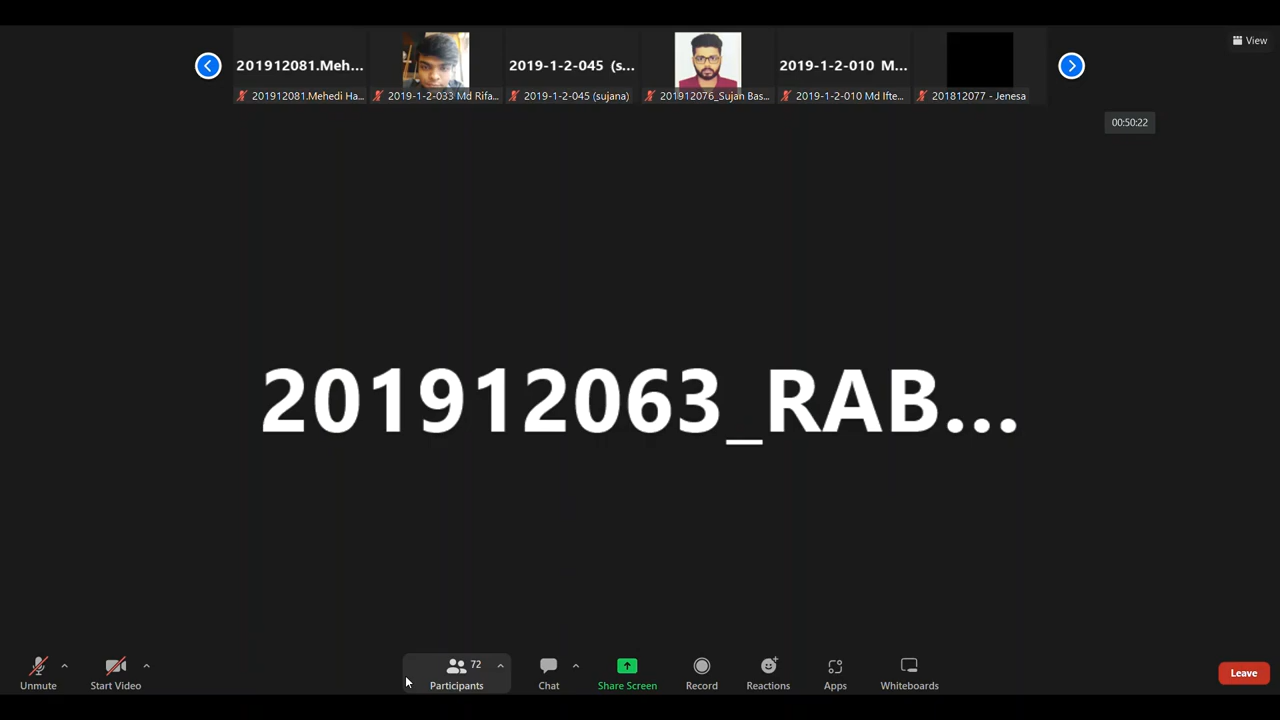 View
201912081.Meh...
2019-1-2-045 (s...
2019-1-2-010 M...
201912081.Mehedi Ha...
2019-1-2-033 Md Rifa...
2019-1-2-045 (sujana)
201912076_Sujan Bas...
2019-1-2-010 Md Ifte...
201812077 - Jenesa
00:50:22
201912063_RAB...
72
Unmute
Start Video
Participants
Chat
Share Screen
Record
Reactions
Apps
Whiteboards
Leave